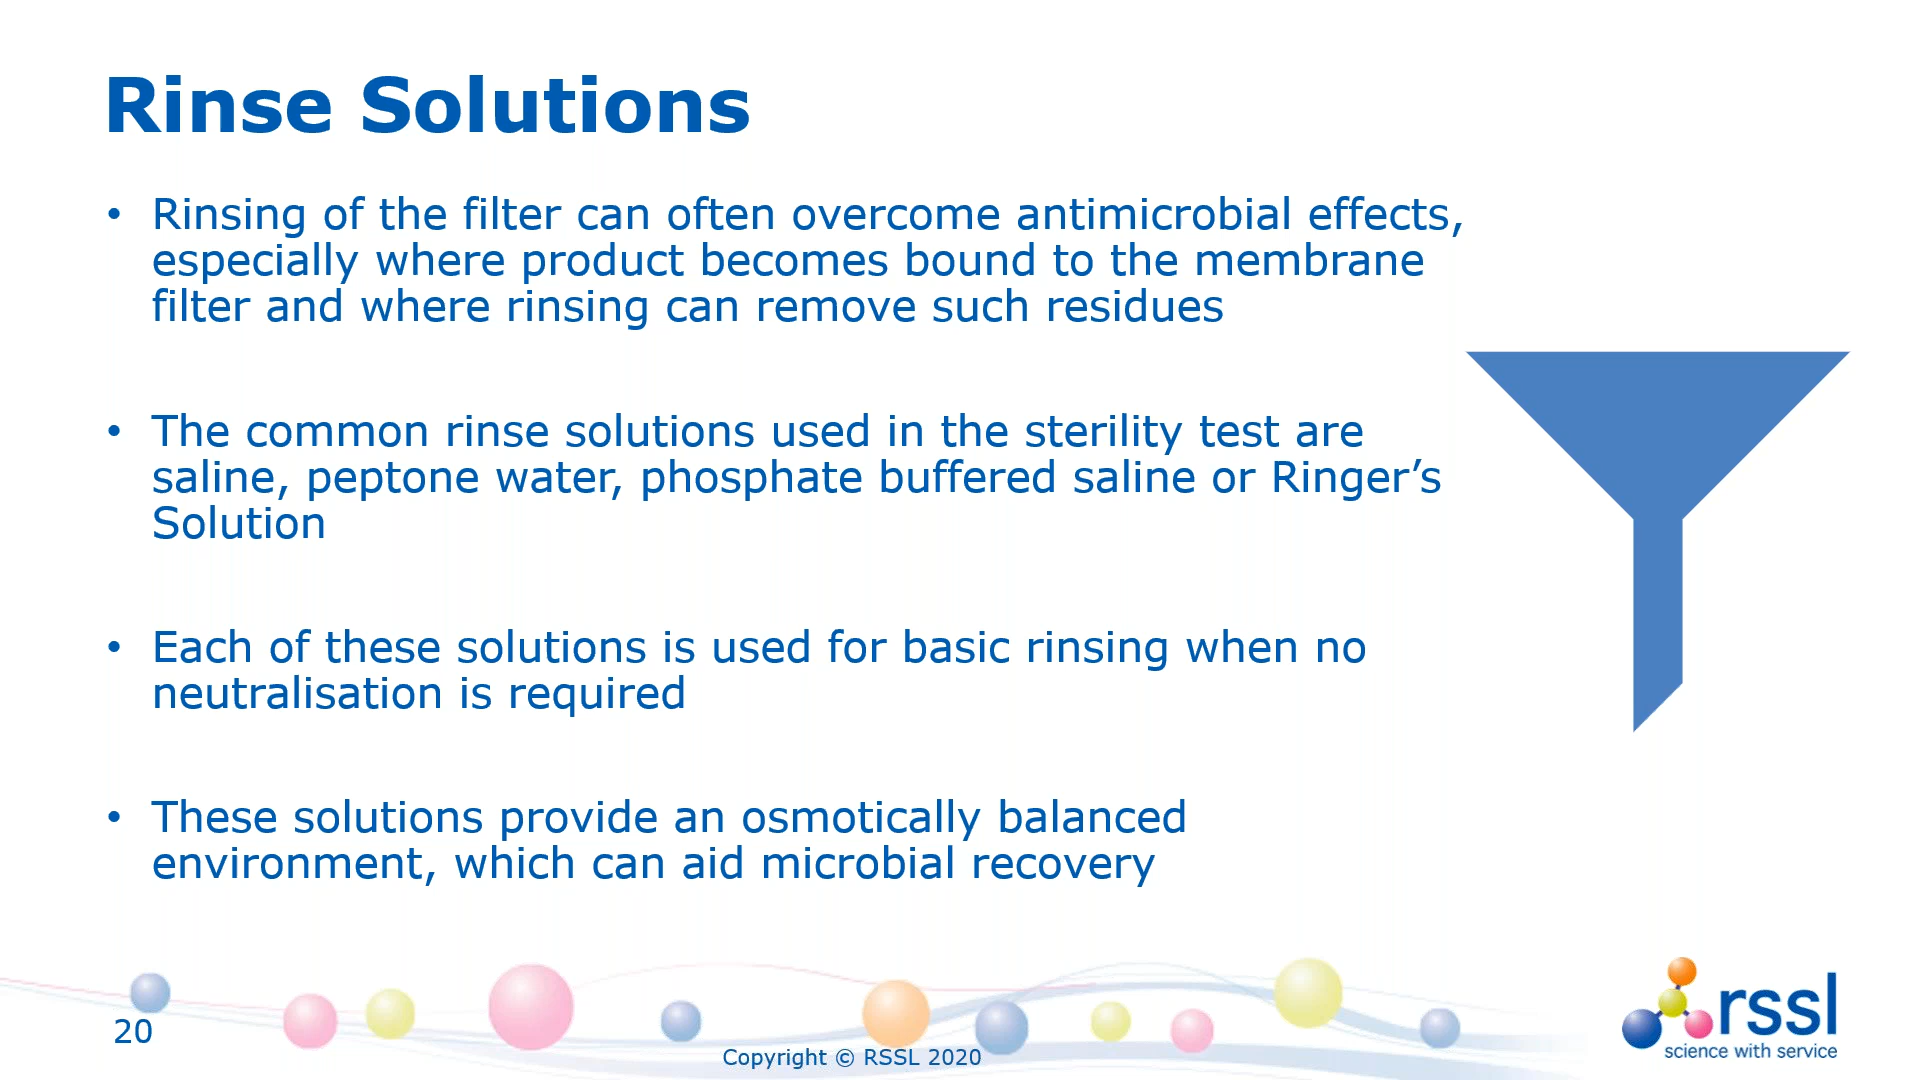 Rinse Solutions
• Rinsing of the filter can often overcome antimicrobial effects,
especially where product becomes bound to the membrane
filter and where rinsing can remove such residues
• The common rinse solutions used in the sterility test are
saline, peptone water, phosphate buffered saline or Ringer’s
Solution
• Each of these solutions is used for basic rinsing when no
neutralisation is required
• These solutions provide an osmotically balanced
environment, which can aid microbial recovery
20
Copyright © RSSL 2020
rssl
science with service